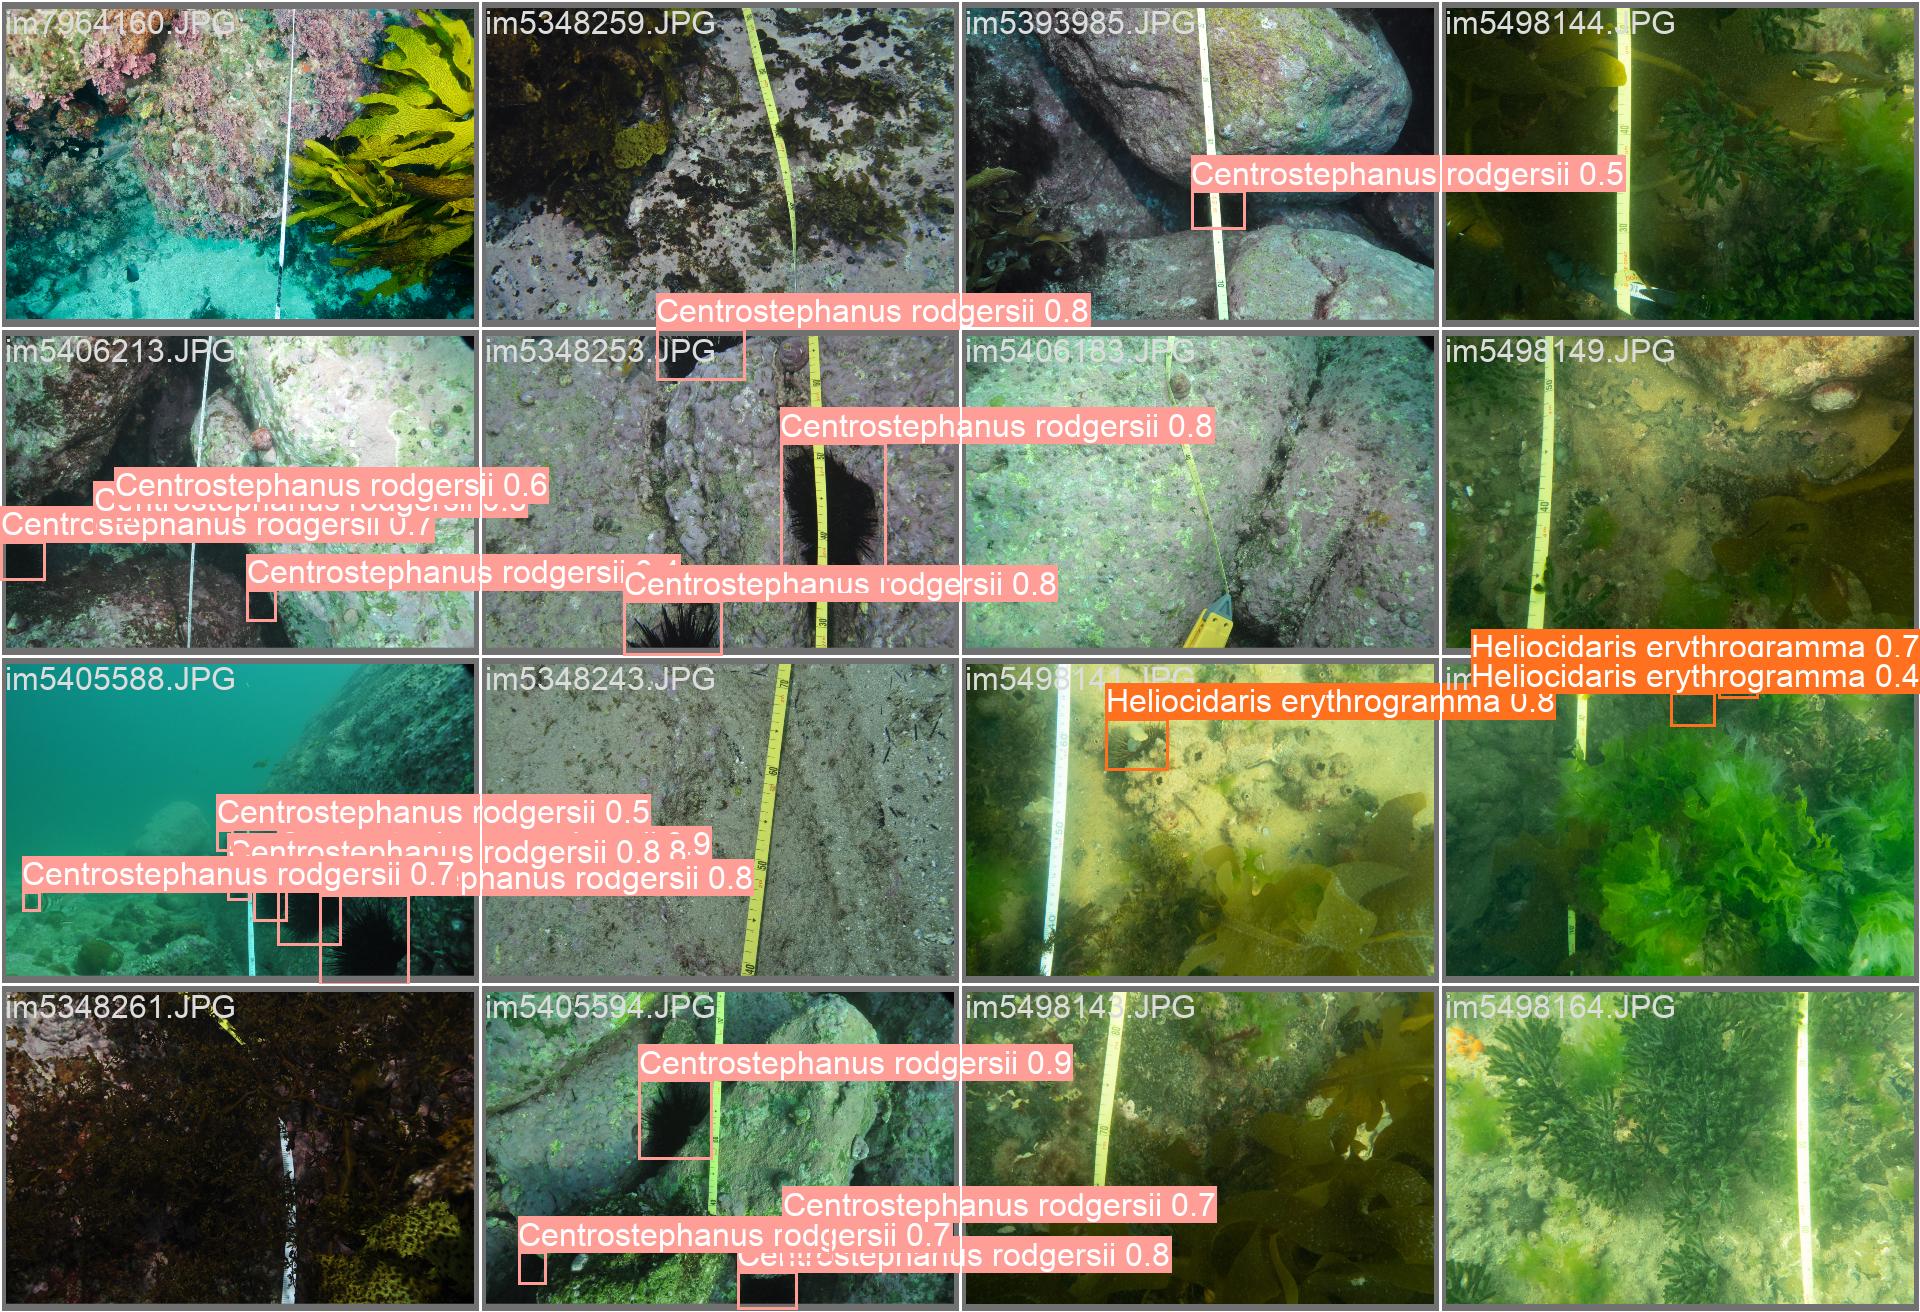 im7964160.JPG
im5348259.JPG
im5393985.JPG
im5498144.JPG
Centrostephanus rodgersii 0.5
Centrostephanus rodgersii 0.8
im5406213.JPG
im5348253.JPG
im5406183.JPG
im5498149.JPG
Centrostephanus rodgersii 0.8
Centrostephanus rodgersii 0.6
Centrostephanus rodgersii 0.7
Centrostephanus rodgersii
Centrostephanus rodgersii 0.8
Heliocidaris erythrogramma 0.7
Heliocidaris erythrogramma 0.4
im5405588.JPG
im5348243.JPG
im5498141.JPG
im
Heliocidaris erythrogramma 0.8
Centrostephanus rodgersii 0.5
Centrostephanus rodgersii 0.8
Centrostephanus rodgersii 0.7
phanus rodgersii 0.8
im5348261.JPG
im5405594.JPG
im5498143.JPG
im5498164.JPG
Centrostephanus rodgersii 0.9
Centrostephanus rodgersii 0.7
Centrostephanus rodgersii 0.7
Centrostephanus rodgersii 0.8